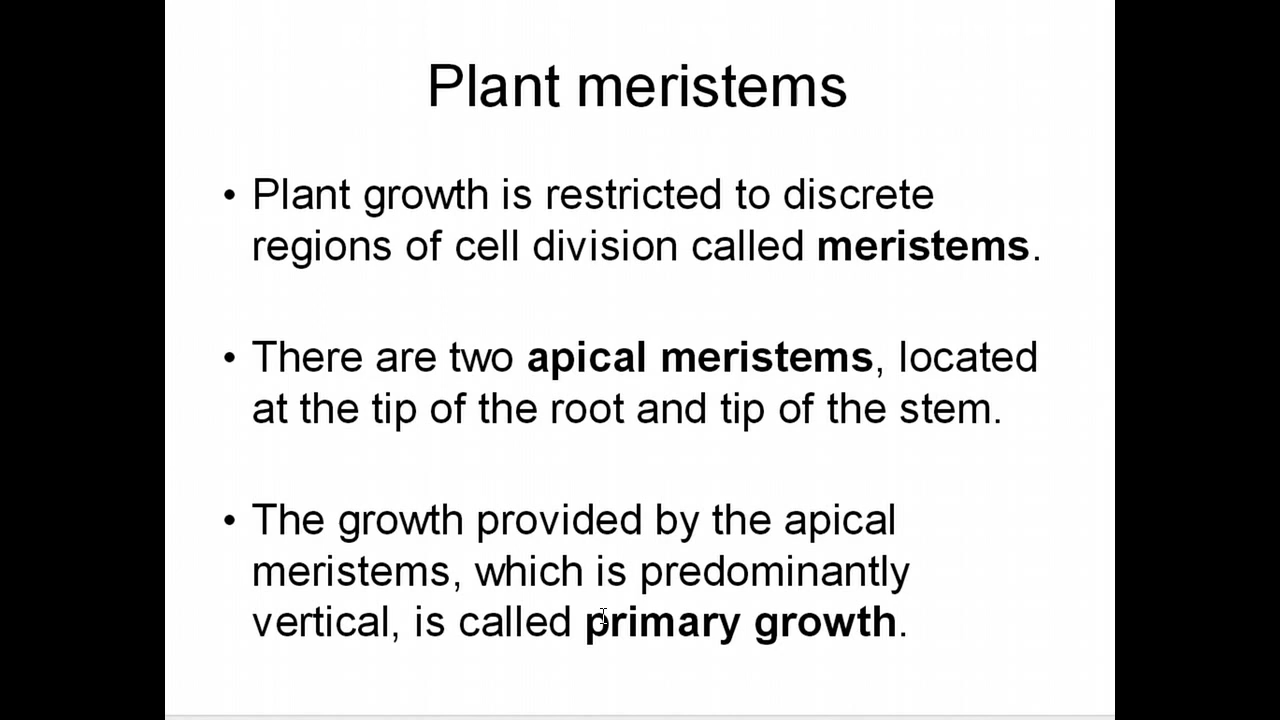 Plant meristems
• Plant growth is restricted to discrete
regions of cell division called meristems.
• There are two apical meristems, located
at the tip of the root and tip of the stem.
• The growth provided by the apical
meristems, which is predominantly
vertical, is called primary growth.